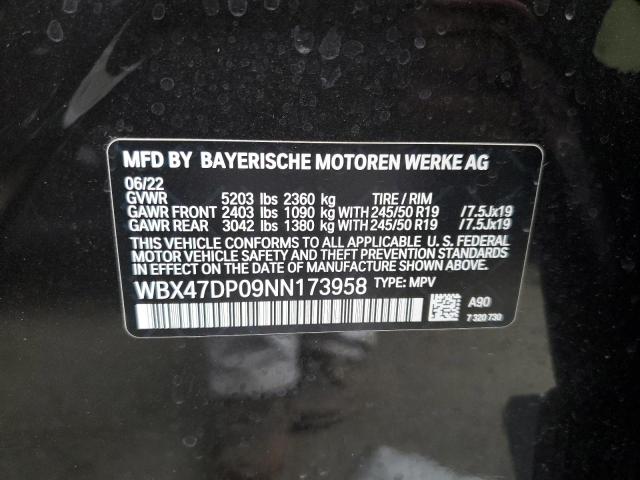 MFD BY BAYERISCHE MOTOREN WERKE AG
06/22
GVWR 5203 lbs 2360 kg TIRE / RIM
GAWR FRONT 2403 lbs 1090 kg WITH 245/50 R19 /7.5Jx19
GAWR REAR 3042 lbs 1380 kg WITH 245/50 R19 /7.5Jx19
THIS VEHICLE CONFORMS TO ALL APPLICABLE U. S. FEDERAL
MOTOR VEHICLE SAFETY, BUMPER, AND THEFT PREVENTION
STANDARDS IN EFFECT ON THE DATE OF MANUFACTURE SHOWN ABOVE.
WBX47DP09NN173958 TYPE: MPV
A90
7 320 730